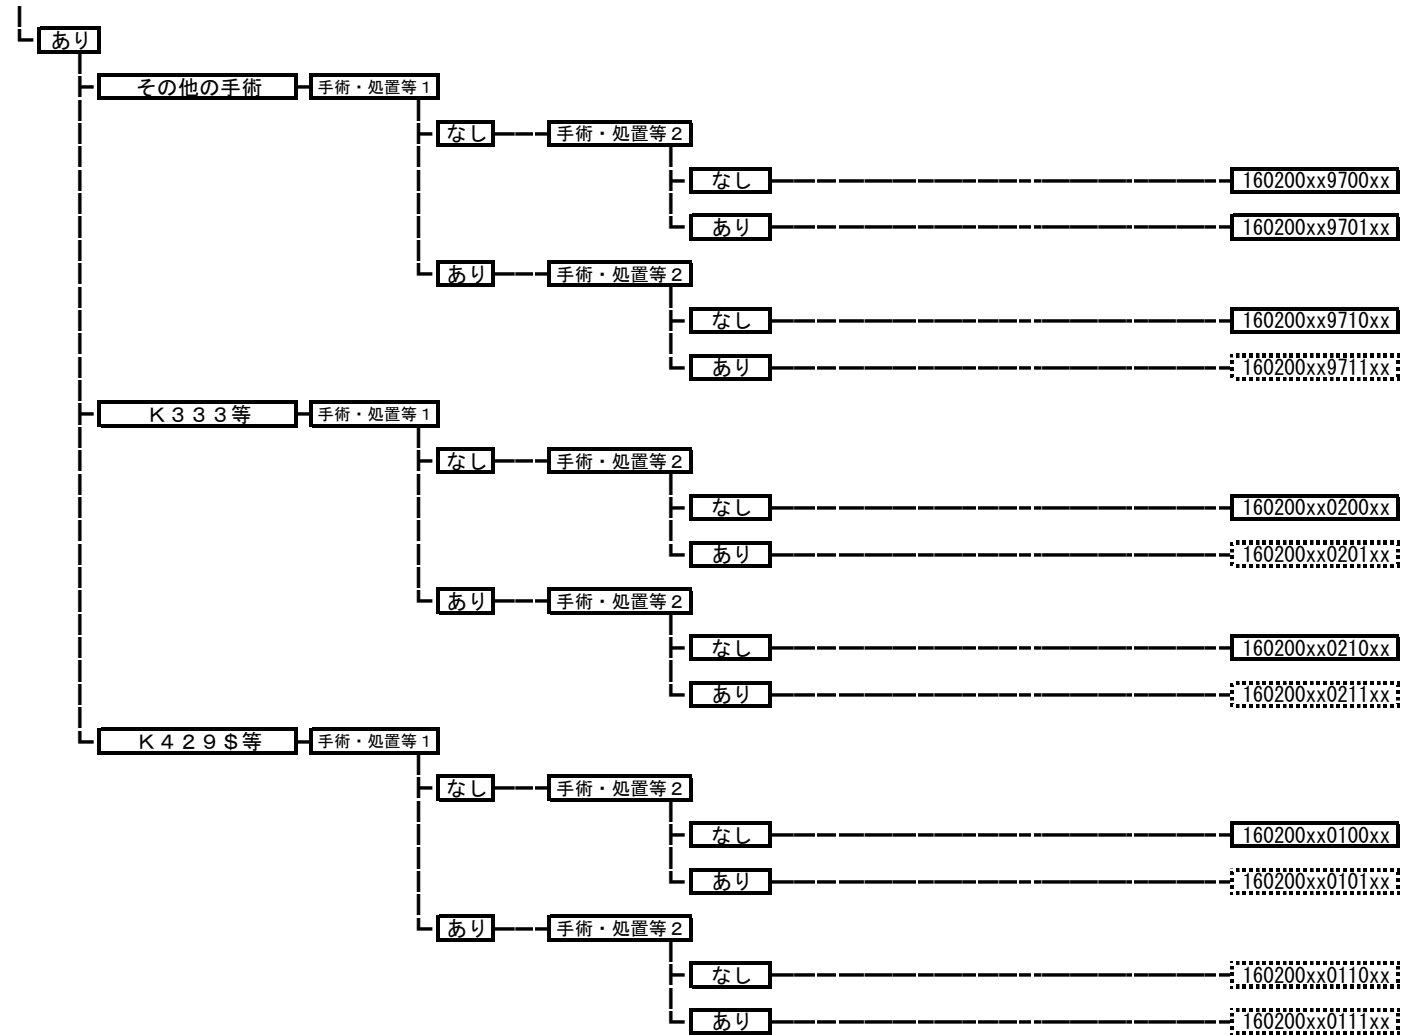 あり
その他の手術 手術・処置等1
なし 手術・処置等2
なし 160200xx9700xx
あり 160200xx9701xx
あり 手術・処置等2
なし 160200xx9710xx
あり 160200xx9711xx
K333等 手術・処置等1
なし 手術・処置等2
なし 160200xx0200xx
あり 160200xx0201xx
あり 手術・処置等2
なし 160200xx0210xx
あり 160200xx0211xx
K429$等 手術・処置等1
なし 手術・処置等2
なし 160200xx0100xx
あり 160200xx0101xx
あり 手術・処置等2
なし 160200xx0110xx
あり 160200xx0111xx